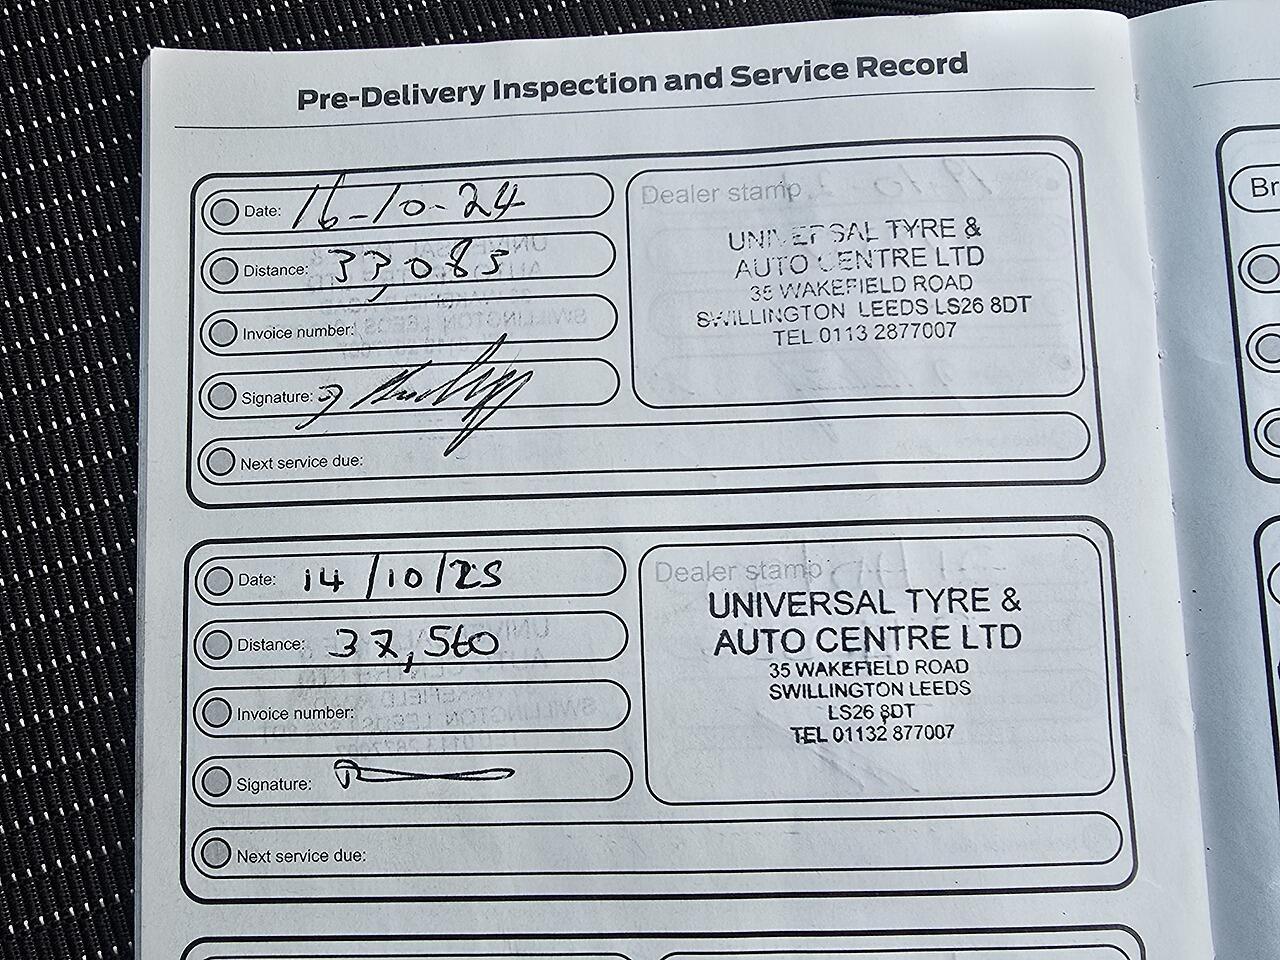 Pre-Delivery Inspection and Service Record
Date: 16-10-24
Distance: 33,085
Invoice number:
Signature:
Next service due:
Dealer stamp
UNIVERSAL TYRE &
AUTO CENTRE LTD
35 WAKEFIELD ROAD
SWILLINGTON LEEDS LS26 8DT
TEL 0113 2877007
Date: 14/10/25
Distance: 37,560
Invoice number:
Signature:
Next service due:
Dealer stamp
UNIVERSAL TYRE &
AUTO CENTRE LTD
35 WAKEFIELD ROAD
SWILLINGTON LEEDS
LS26 8DT
TEL 01132 877007
Br